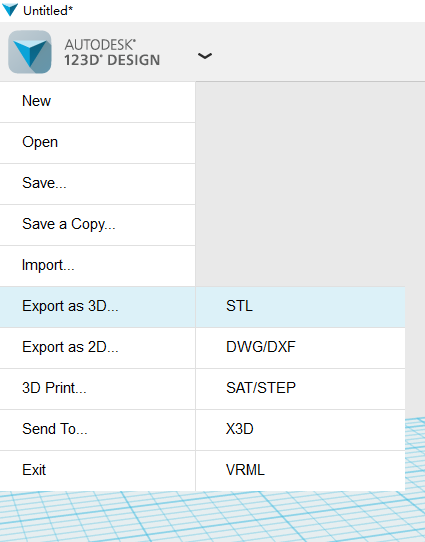 Untitled*
AUTODESK®
123D® DESIGN
New
Open
Save...
Save a Copy...
Import...
Export as 3D...
STL
Export as 2D...
DWG/DXF
3D Print...
SAT/STEP
Send To...
X3D
Exit
VRML